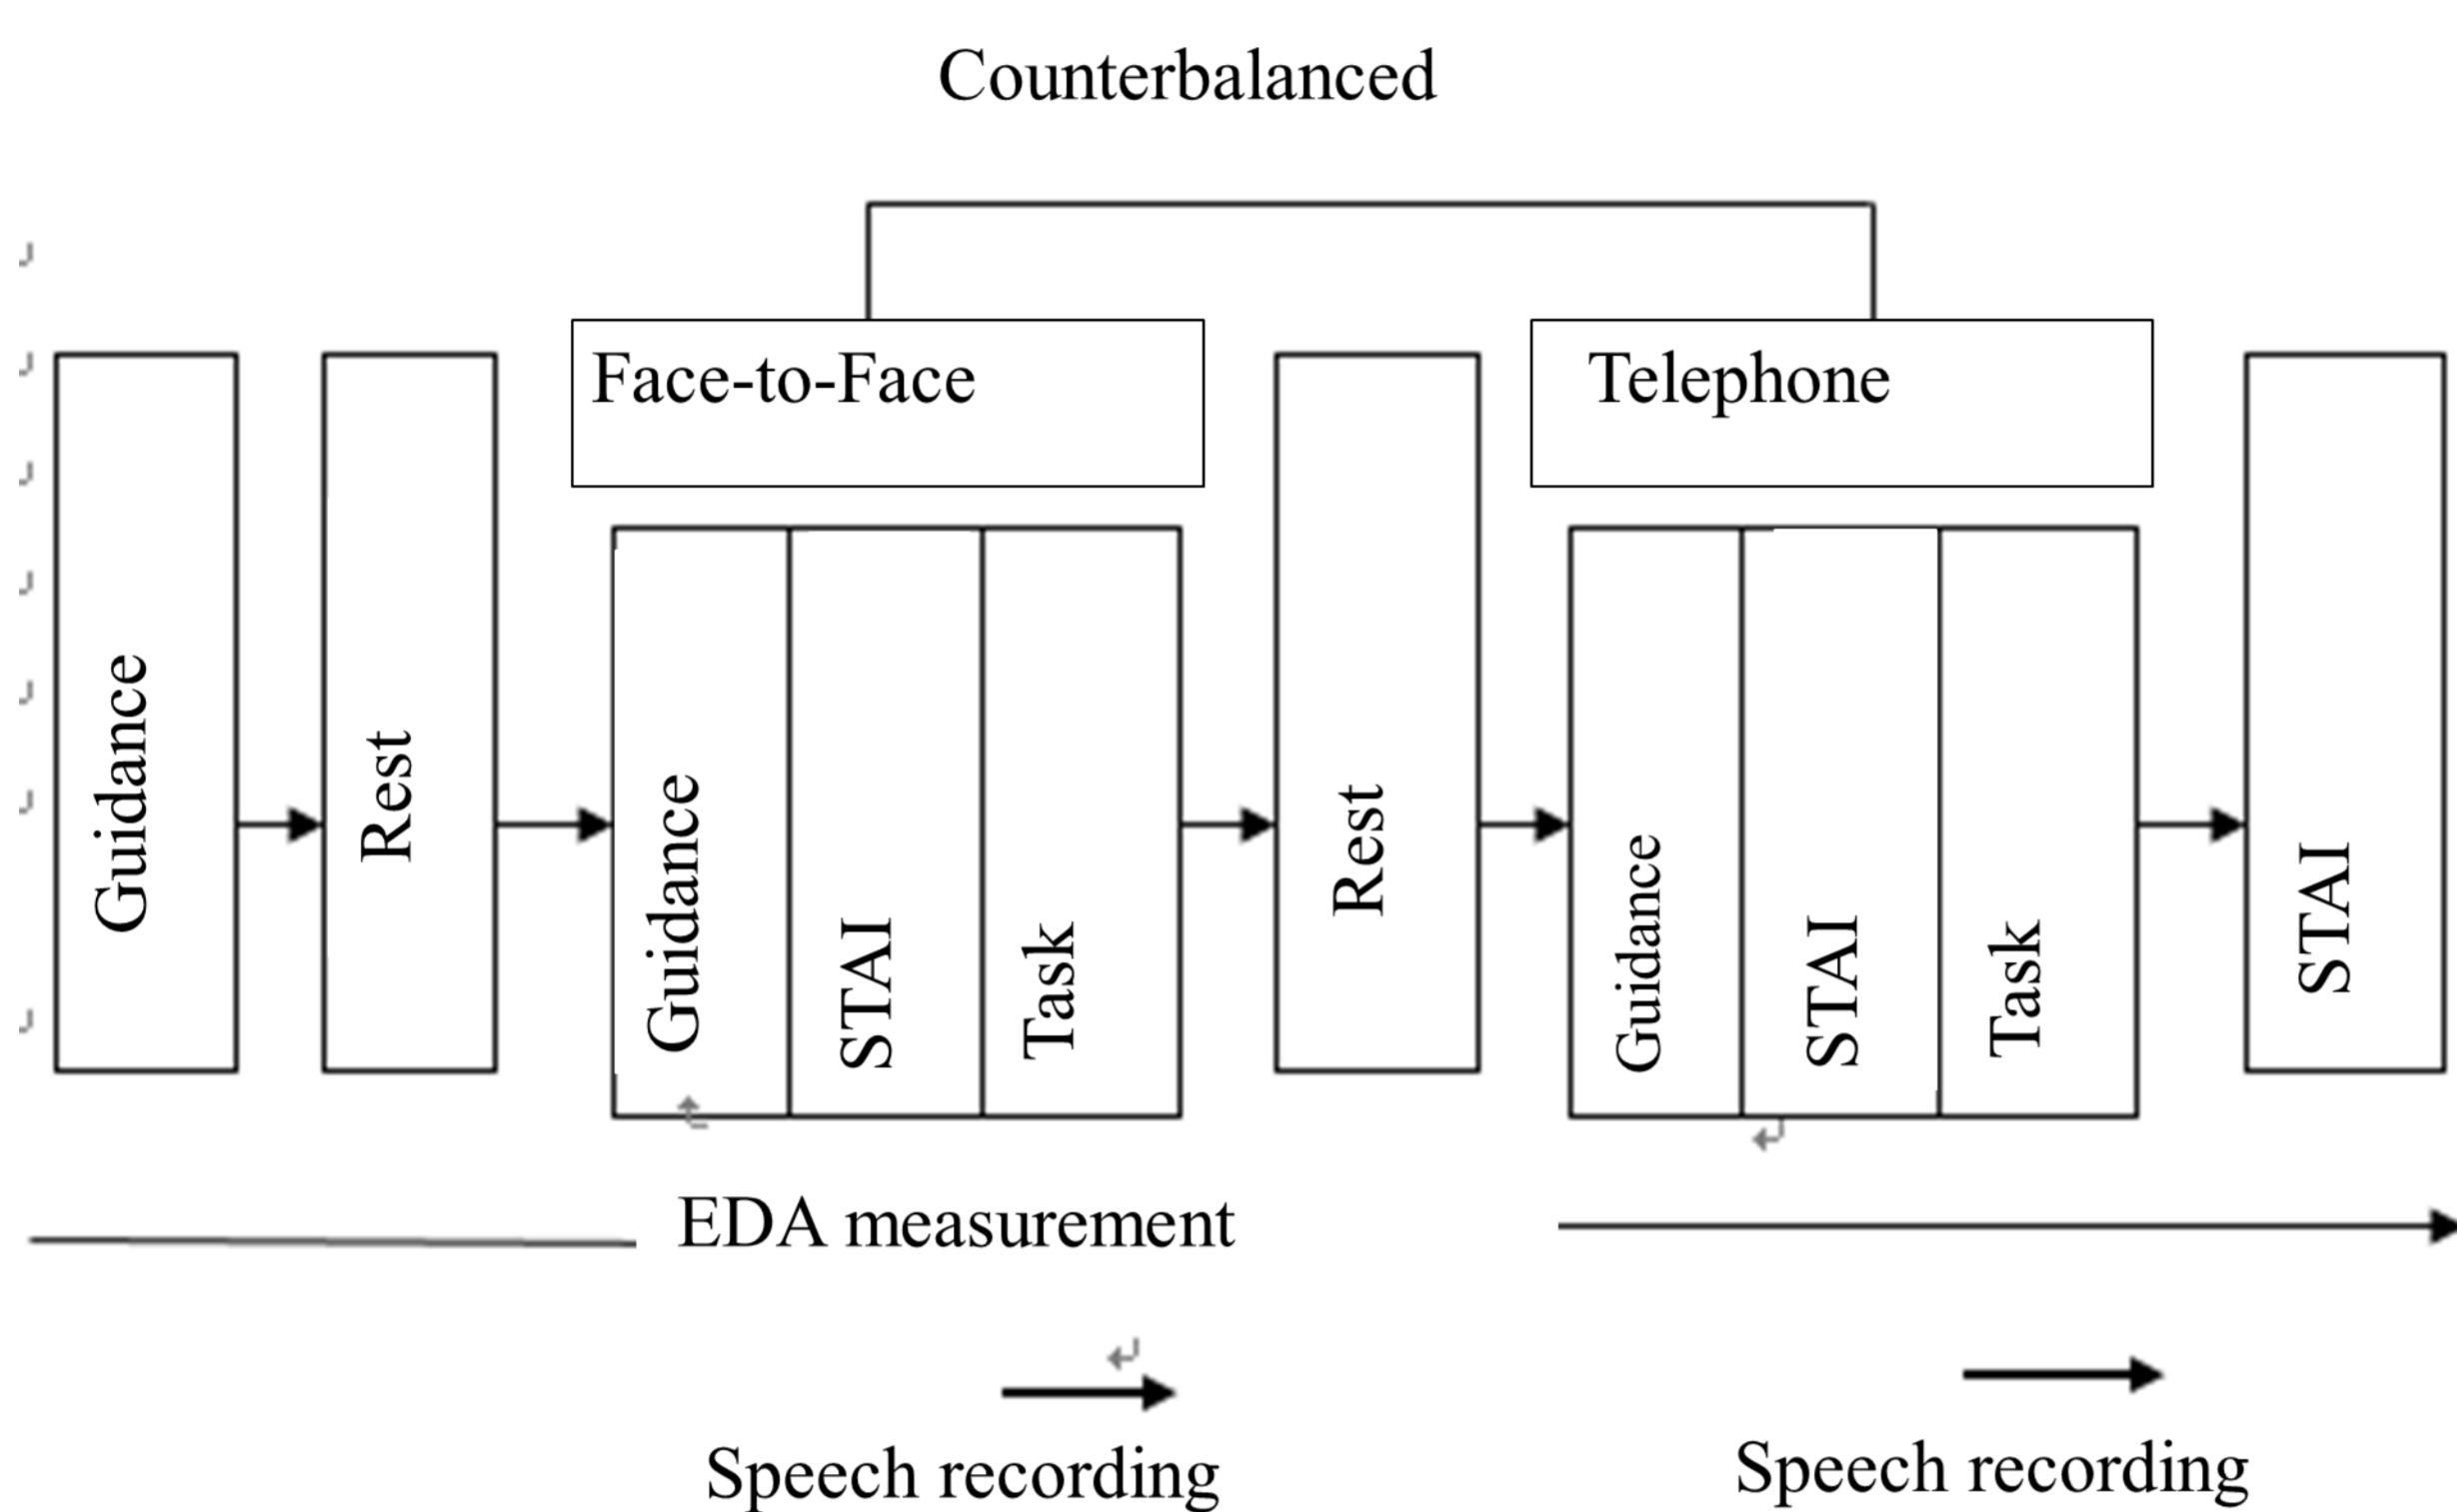 Counterbalanced
Guidance
Rest
Face-to-Face
Guidance
STAI
Task
Rest
Telephone
Guidance
STAI
Task
STAI
EDA measurement
Speech recording
Speech recording